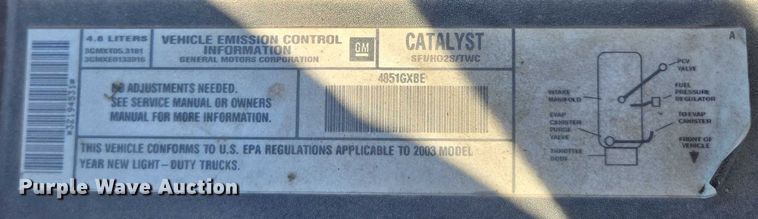 4.8 LITERS
3GMXT05.3181
3GMXE0133916
VEHICLE EMISSION CONTROL
INFORMATION
GENERAL MOTORS CORPORATION
GM
CATALYST
SFI/HO2S/TWC
4851GXBE
NO ADJUSTMENTS NEEDED.
SEE SERVICE MANUAL OR OWNERS
MANUAL FOR MORE INFORMATION.
THIS VEHICLE CONFORMS TO U.S. EPA REGULATIONS APPLICABLE TO 2003 MODEL
YEAR NEW LIGHT-DUTY TRUCKS.
A
PCV
VALVE
FUEL
PRESSURE
REGULATOR
INTAKE
MANIFOLD
EVAP
CANISTER
PURGE
VALVE
TO EVAP
CANISTER
THROTTLE
BODY
FRONT OF
VEHICLE
Purple Wave Auction